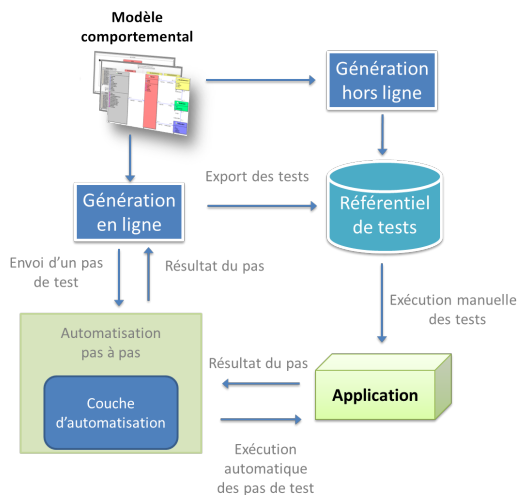 Modèle
comportemental
Génération
hors ligne
Export des tests
Génération
en ligne
Référentiel
de tests
Envoi d'un pas
de test
Résultat du pas
Exécution manuelle
des tests
Automatisation
pas à pas
Résultat du pas
Application
Couche
d'automatisation
Exécution
automatique
des pas de test